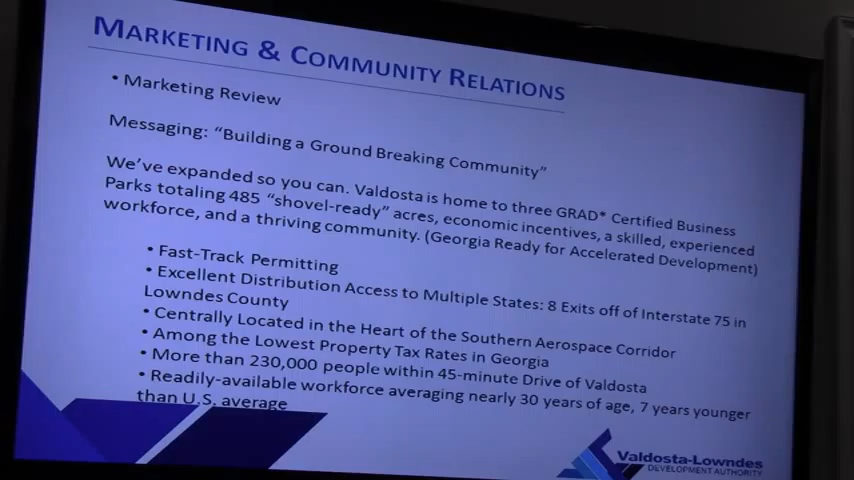 MARKETING & COMMUNITY RELATIONS
• Marketing Review
Messaging: "Building a Ground Breaking Community"
We've expanded so you can. Valdosta is home to three GRAD* Certified Business
Parks totaling 485 "shovel-ready" acres, economic incentives, a skilled, experienced
workforce, and a thriving community. (Georgia Ready for Accelerated Development)
• Fast-Track Permitting
• Excellent Distribution Access to Multiple States: 8 Exits off of Interstate 75 in
Lowndes County
• Centrally Located in the Heart of the Southern Aerospace Corridor
• Among the Lowest Property Tax Rates in Georgia
• More than 230,000 people within 45-minute Drive of Valdosta
• Readily-available workforce averaging nearly 30 years of age, 7 years younger
than U.S. average
Valdosta-Lowndes
DEVELOPMENT AUTHORITY